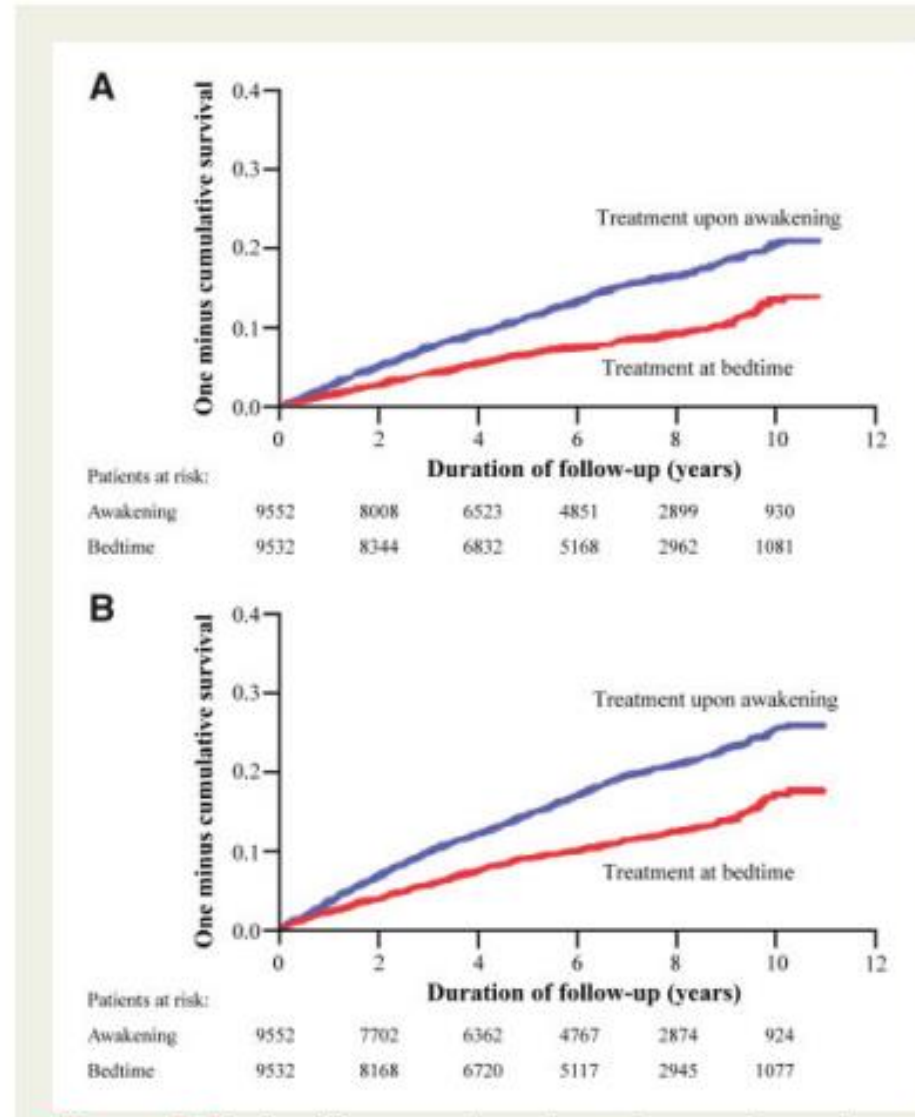 A
One minus cumulative survival
0.4
0.3
Treatment upon awakening
0.2
0.1
Treatment at bedtime
0.0
0 2 4 6 8 10 12
Duration of follow-up (years)
Patients at risk:
Awakening 9552 8008 6523 4851 2899 930
Bedtime 9532 8344 6832 5168 2962 1081
B
One minus cumulative survival
0.4
0.3
Treatment upon awakening
0.2
0.1
Treatment at bedtime
0.0
0 2 4 6 8 10 12
Duration of follow-up (years)
Patients at risk:
Awakening 9552 7702 6362 4767 2874 924
Bedtime 9532 8168 6720 5117 2945 1077